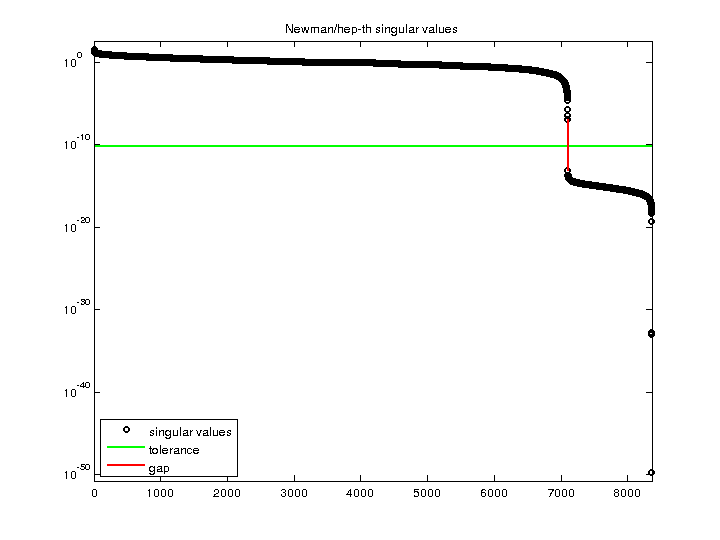 Newman/hep-th singular values
10^0
10^-10
10^-20
10^-30
10^-40
10^-50
singular values
tolerance
gap
0 1000 2000 3000 4000 5000 6000 7000 8000